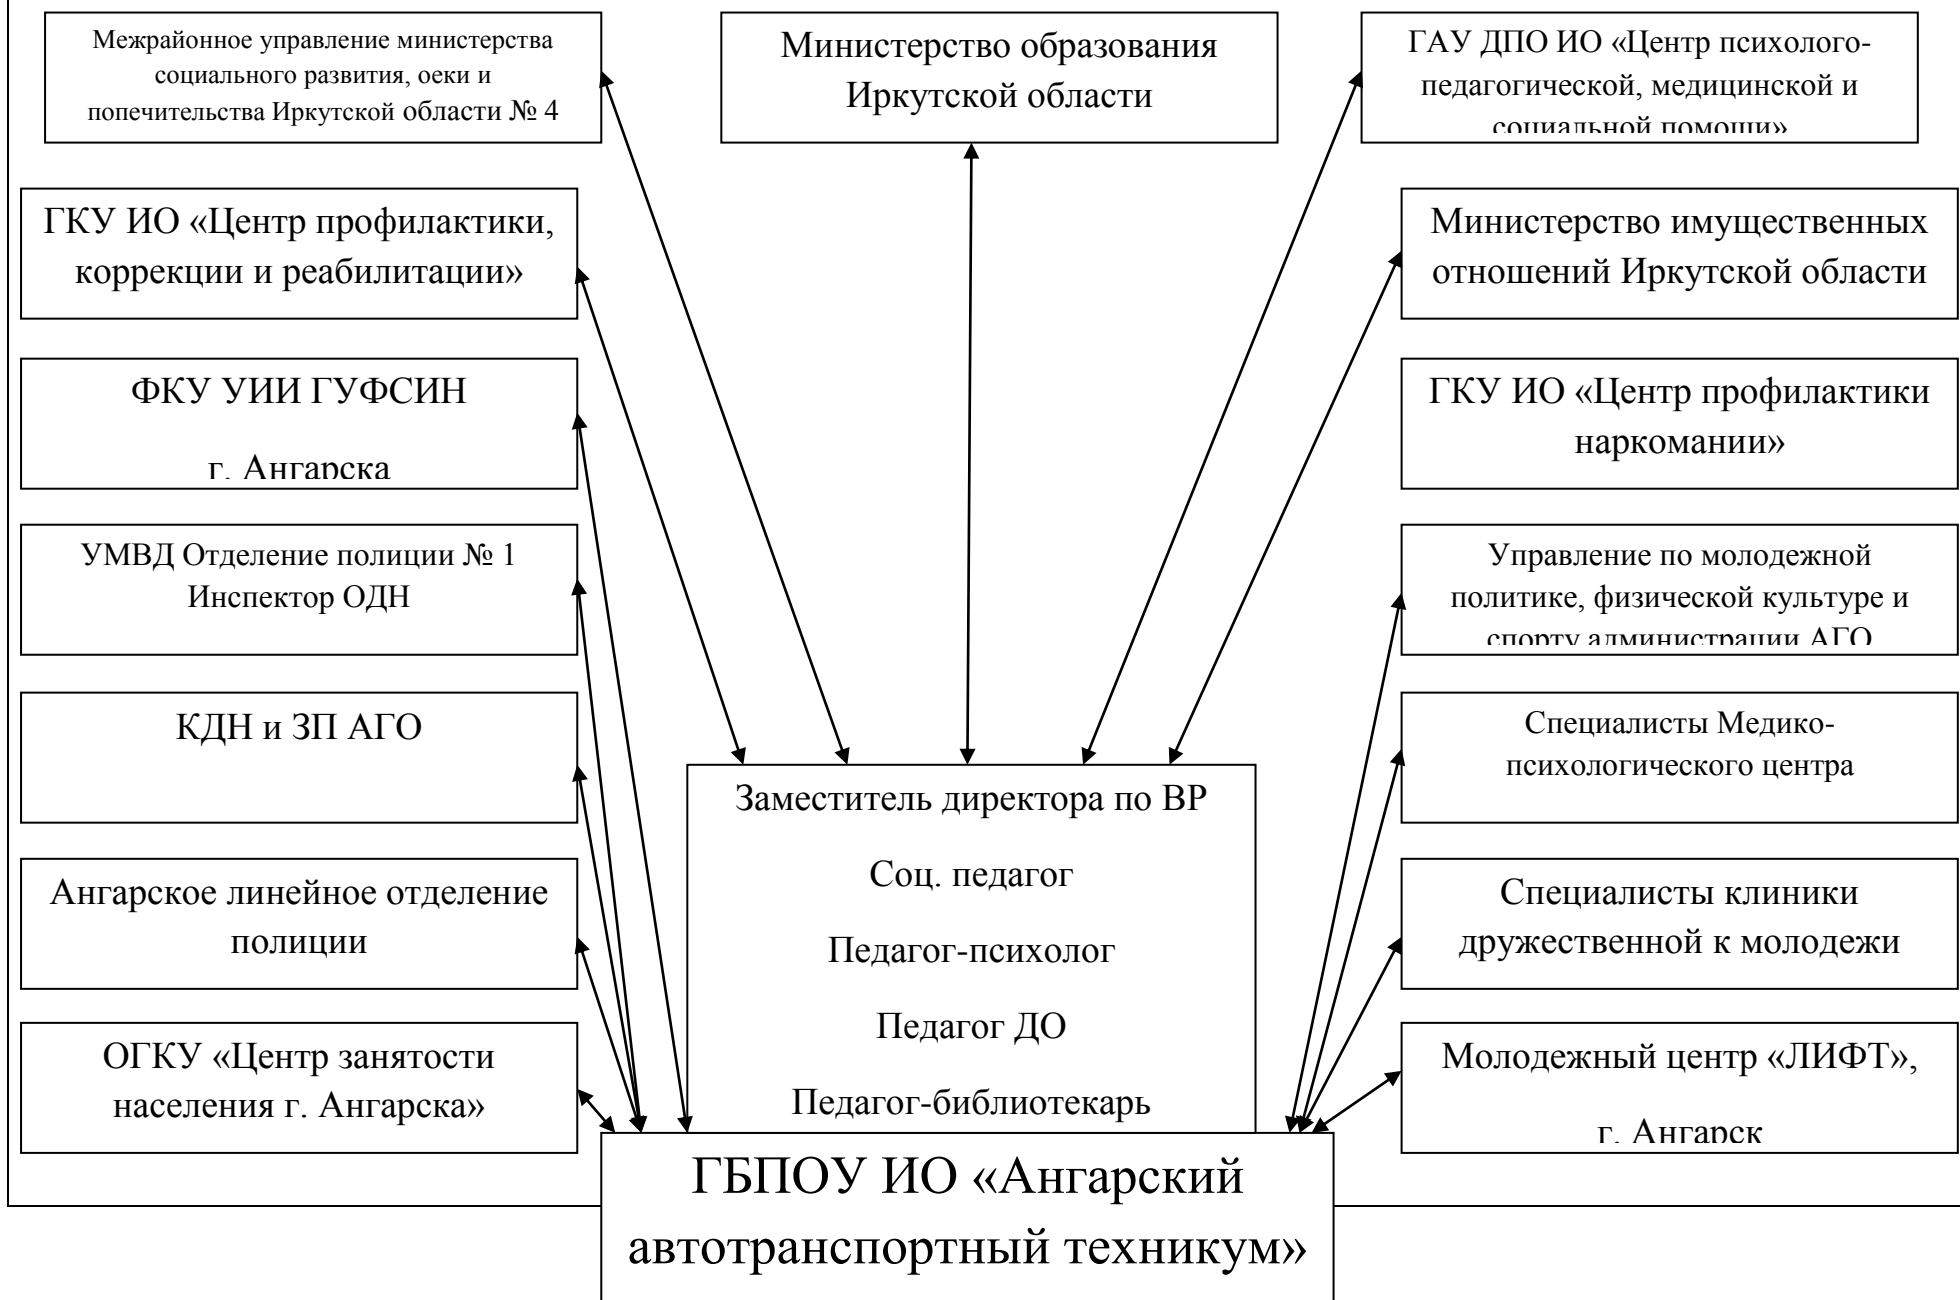 Межрайонное управление министерства
социального развития, оеки и
попечительства Иркутской области № 4
Министерство образования
Иркутской области
ГАУ ДПО ИО «Центр психолого-
педагогической, медицинской и
социальной помощи»
ГКУ ИО «Центр профилактики,
коррекции и реабилитации»
Министерство имущественных
отношений Иркутской области
ФКУ УИИ ГУФСИН
г. Ангарска
ГКУ ИО «Центр профилактики
наркомании»
УМВД Отделение полиции № 1
Инспектор ОДН
Управление по молодежной
политике, физической культуре и
спорту администрации АГО
КДН и ЗП АГО
Специалисты Медико-
психологического центра
Заместитель директора по ВР
Соц. педагог
Педагог-психолог
Педагог ДО
Педагог-библиотекарь
Ангарское линейное отделение
полиции
Специалисты клиники
дружественной к молодежи
ОГКУ «Центр занятости
населения г. Ангарска»
Молодежный центр «ЛИФТ»,
г. Ангарск
ГБПОУ ИО «Ангарский
автотранспортный техникум»